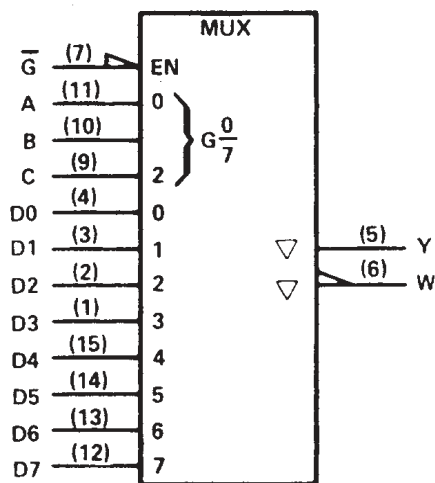 MUX
G̅ (7) EN
A (11) 0
B (10) G 0/7
C (9) 2
D0 (4) 0
D1 (3) 1 ▽ (5) Y
D2 (2) 2 ▽ (6) W
D3 (1) 3
D4 (15) 4
D5 (14) 5
D6 (13) 6
D7 (12) 7